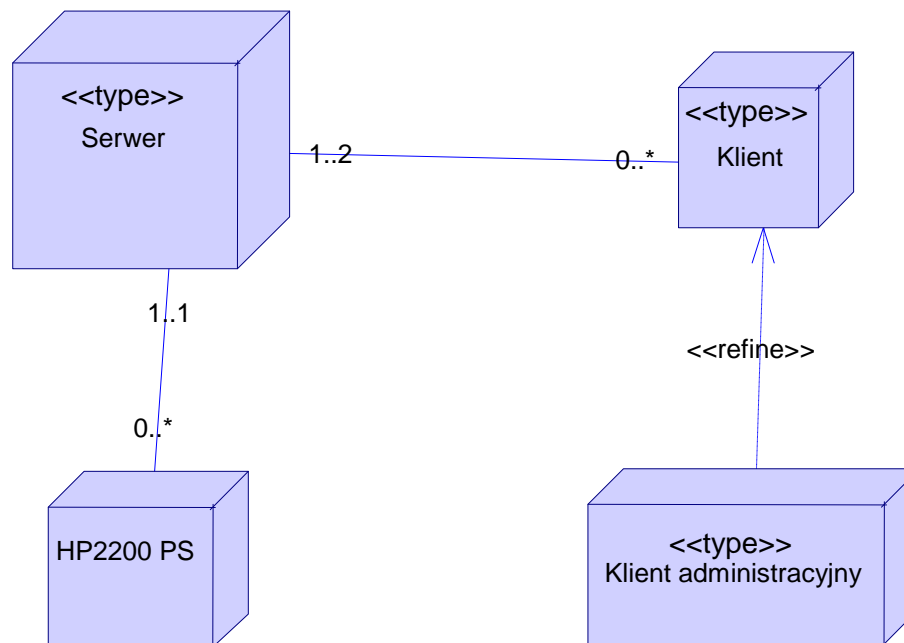 <<type>>
Serwer
<<type>>
Klient
1..2
0..*
1..1
<<refine>>
0..*
HP2200 PS
<<type>>
Klient administracyjny